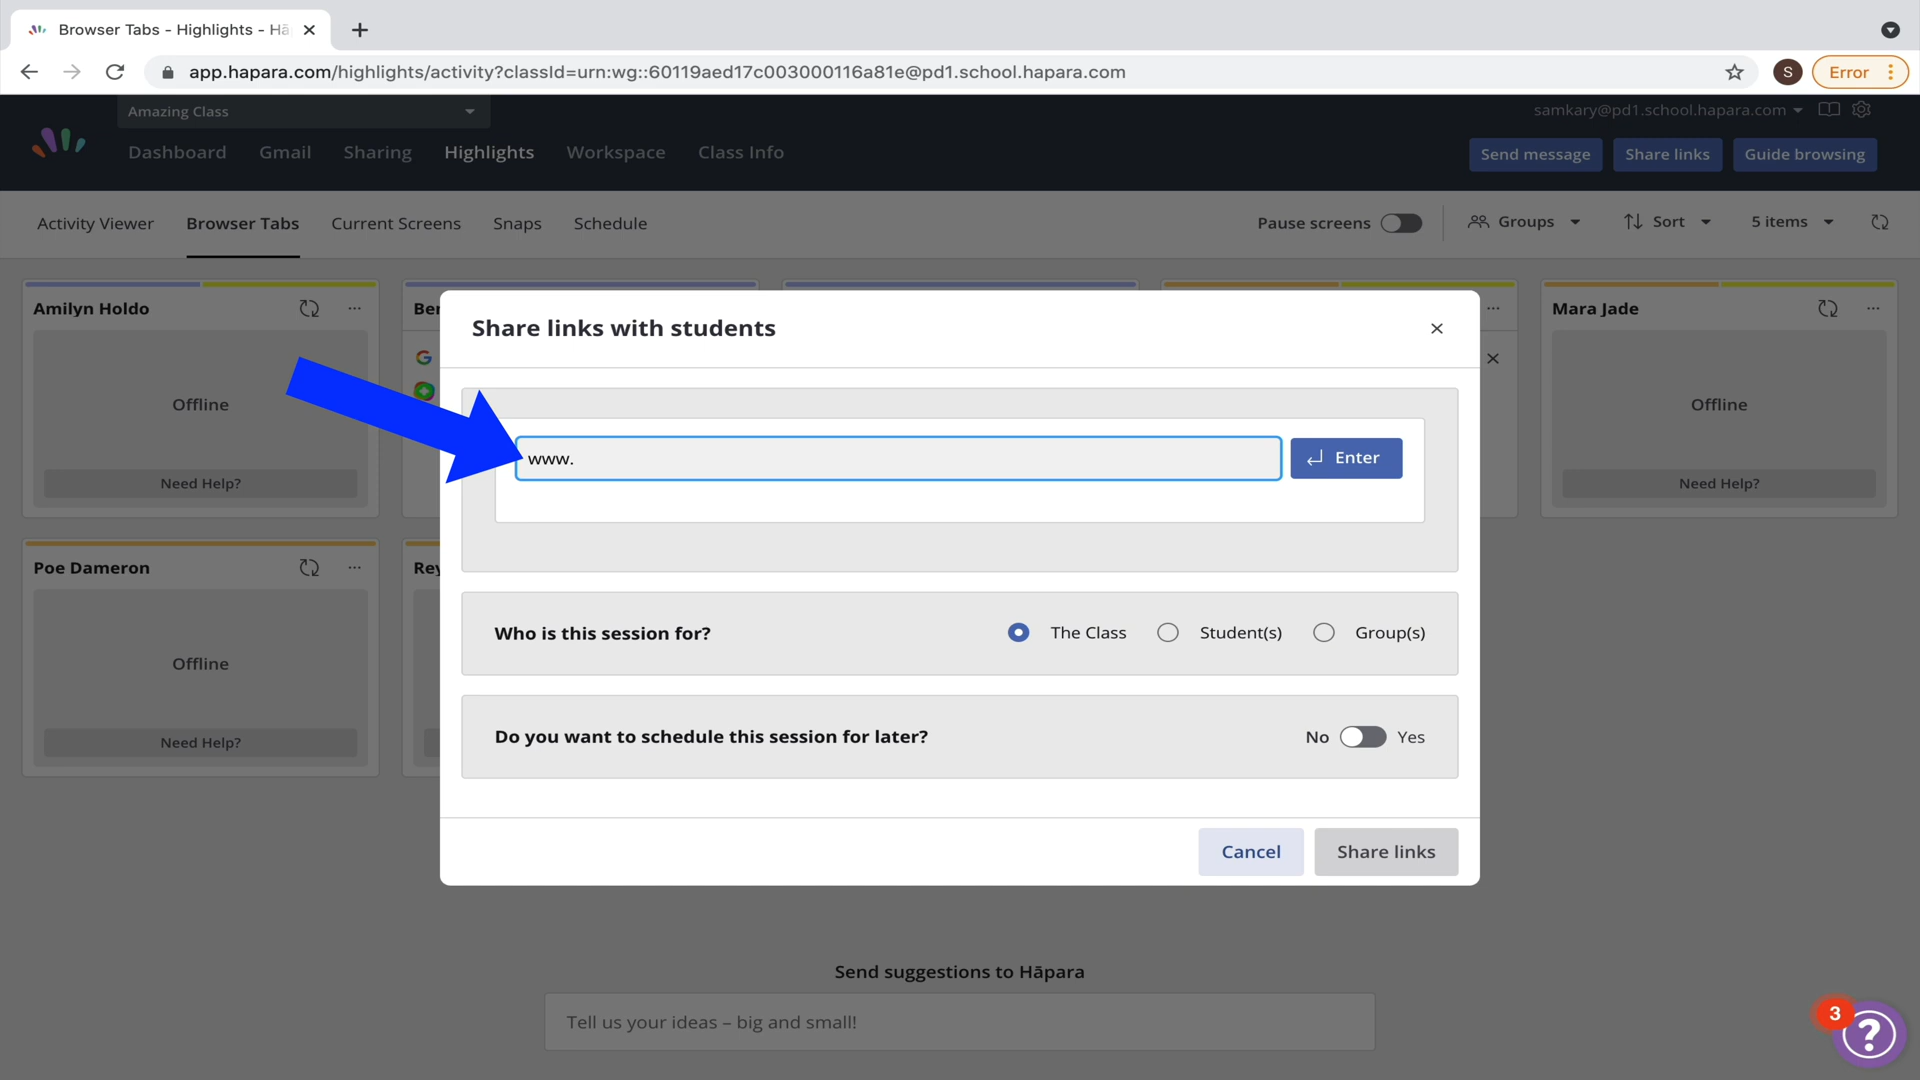 Browser Tabs - Highlights - Hā
app.hapara.com/highlights/activity?classId=urn:wg::60119aed17c003000116a81e@pd1.school.hapara.com
S
Error
Amazing Class
samkary@pd1.school.hapara.com
Dashboard
Gmail
Sharing
Highlights
Workspace
Class Info
Send message
Share links
Guide browsing
Activity Viewer
Browser Tabs
Current Screens
Snaps
Schedule
Pause screens
Groups
Sort
5 items
Amilyn Holdo
Ber
Mara Jade
Offline
Offline
Need Help?
Need Help?
Share links with students
www.
Enter
Who is this session for?
The Class
Student(s)
Group(s)
Do you want to schedule this session for later?
No
Yes
Cancel
Share links
Poe Dameron
Rey
Offline
Need Help?
Send suggestions to Hāpara
Tell us your ideas – big and small!
3
?